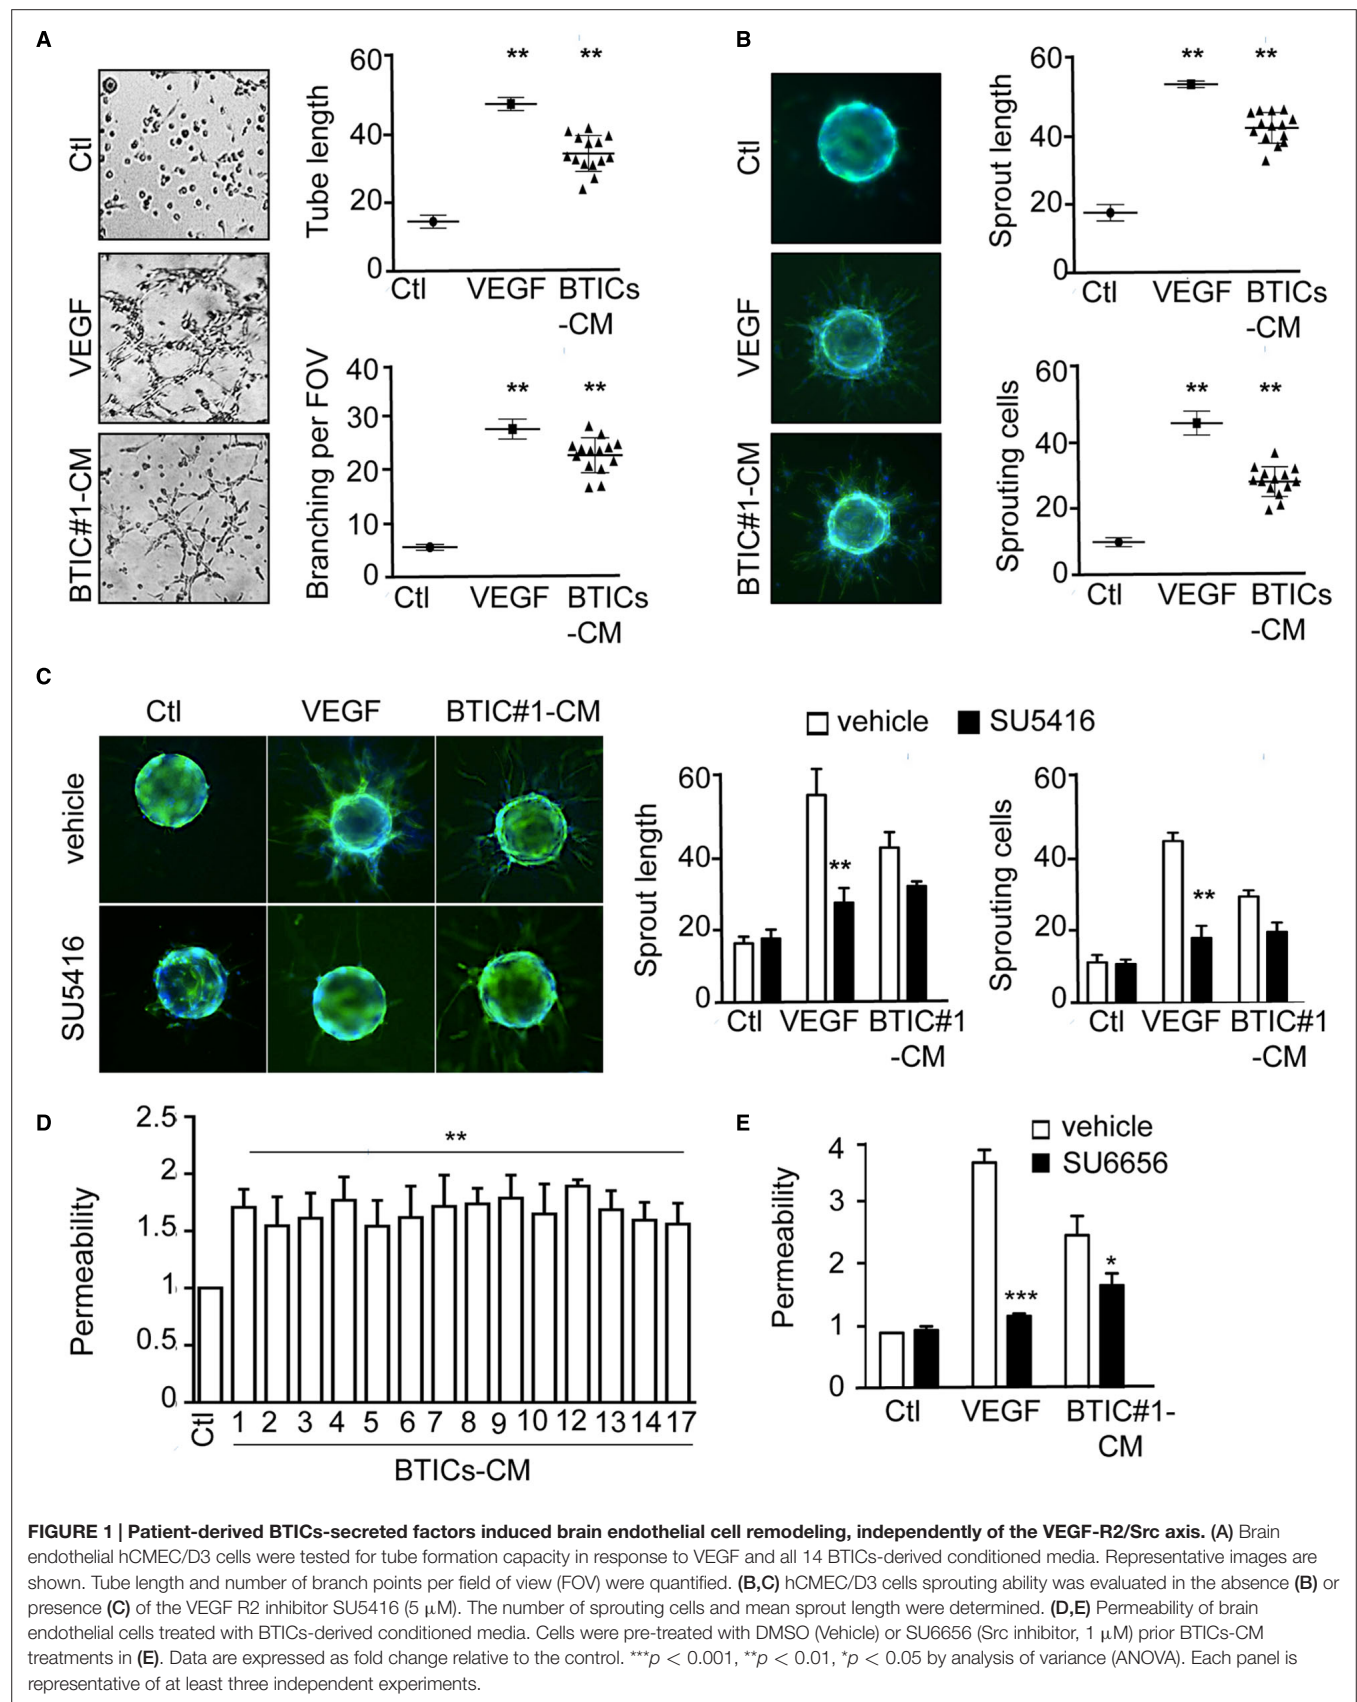 A
Ctl
VEGF
BTIC#1-CM
Tube length
60
40
20
0
** **
Ctl VEGF BTICs
-CM
Branching per FOV
40
30
20
10
0
** **
Ctl VEGF BTICs
-CM
B
Ctl
VEGF
BTIC#1-CM
Sprout length
60
40
20
0
** **
Ctl VEGF BTICs
-CM
Sprouting cells
60
40
20
0
** **
Ctl VEGF BTICs
-CM
C
Ctl VEGF BTIC#1-CM
vehicle
SU5416
vehicle SU5416
Sprout length
60
40
20
0
**
Ctl VEGF BTIC#1
-CM
Sprouting cells
60
40
20
0
**
Ctl VEGF BTIC#1
-CM
D
Permeability
2.5
2
1.5
1
0.5
0
**
Ctl 1 2 3 4 5 6 7 8 9 10 12 13 14 17
BTICs-CM
E
vehicle
SU6656
Permeability
4
3
2
1
0
*** *
Ctl VEGF BTIC#1-
CM
FIGURE 1 | Patient-derived BTICs-secreted factors induced brain endothelial cell remodeling, independently of the VEGF-R2/Src axis. (A) Brain
endothelial hCMEC/D3 cells were tested for tube formation capacity in response to VEGF and all 14 BTICs-derived conditioned media. Representative images are
shown. Tube length and number of branch points per field of view (FOV) were quantified. (B,C) hCMEC/D3 cells sprouting ability was evaluated in the absence (B) or
presence (C) of the VEGF R2 inhibitor SU5416 (5 μM). The number of sprouting cells and mean sprout length were determined. (D,E) Permeability of brain
endothelial cells treated with BTICs-derived conditioned media. Cells were pre-treated with DMSO (Vehicle) or SU6656 (Src inhibitor, 1 μM) prior BTICs-CM
treatments in (E). Data are expressed as fold change relative to the control. ***p < 0.001, **p < 0.01, *p < 0.05 by analysis of variance (ANOVA). Each panel is
representative of at least three independent experiments.